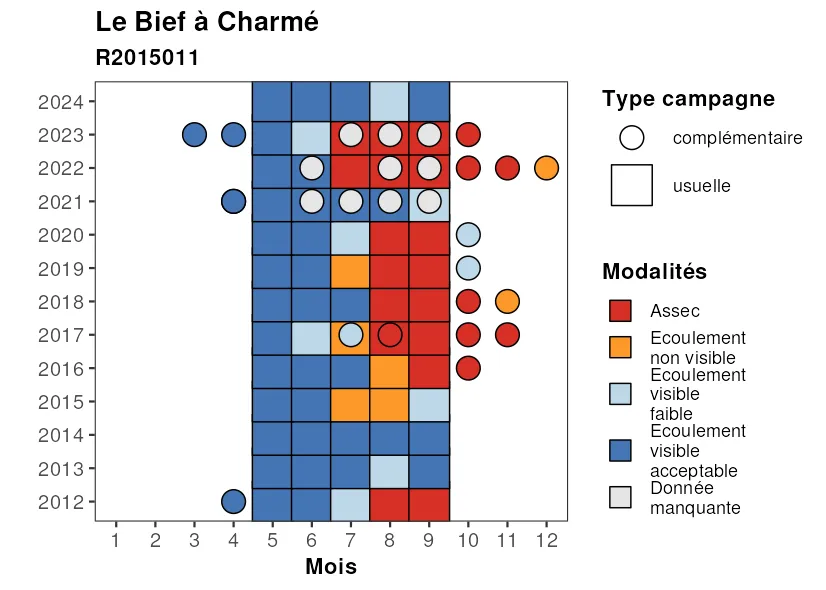 Le Bief à Charmé
R2015011
2024
2023
2022
2021
2020
2019
2018
2017
2016
2015
2014
2013
2012
1 2 3 4 5 6 7 8 9 10 11 12
Mois
Type campagne
complémentaire
usuelle
Modalités
Assec
Ecoulement
non visible
Ecoulement
visible
faible
Ecoulement
visible
acceptable
Donnée
manquante